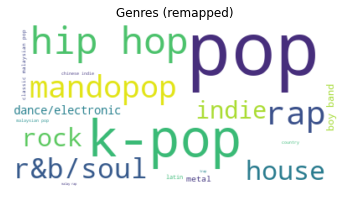 Genres (remapped)
classic malaysian pop
hip hop
pop
chinese indie
mandopop
dance/electronic
indie
rap
boy band
malaysian pop
rock
k-pop
country
r&b/soul
latin
metal
house